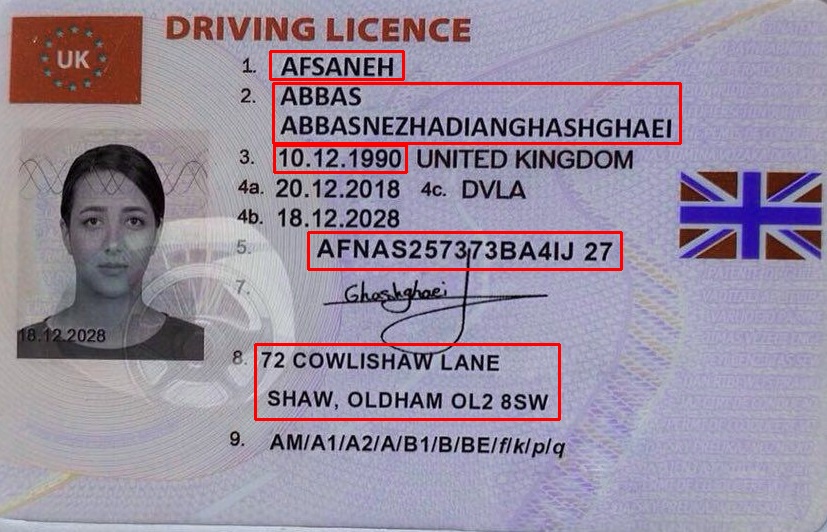 DRIVING LICENCE
UK
1. AFSANEH
2. ABBAS
ABBASNEZHADIANGHASHGHAEI
3. 10.12.1990 UNITED KINGDOM
4a. 20.12.2018 4c. DVLA
4b. 18.12.2028
5. AFNAS257373BA4IJ 27
7. Ghashghaei
18.12.2028
8. 72 COWLISHAW LANE
SHAW, OLDHAM OL2 8SW
9. AM/A1/A2/A/B1/B/BE/f/k/p/q